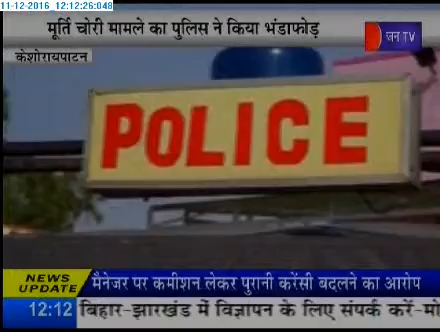 11-12-2016 12:12:26:048
मूर्ति चोरी मामले का पुलिस ने किया भंडाफोड़
जन TV
केशोरायपाटन
POLICE
NEWS UPDATE
मैनेजर पर कमीशन लेकर पुरानी करेंसी बदलने का आरोप
12:12
बिहार-झारखंड में विज्ञापन के लिए संपर्क करें-